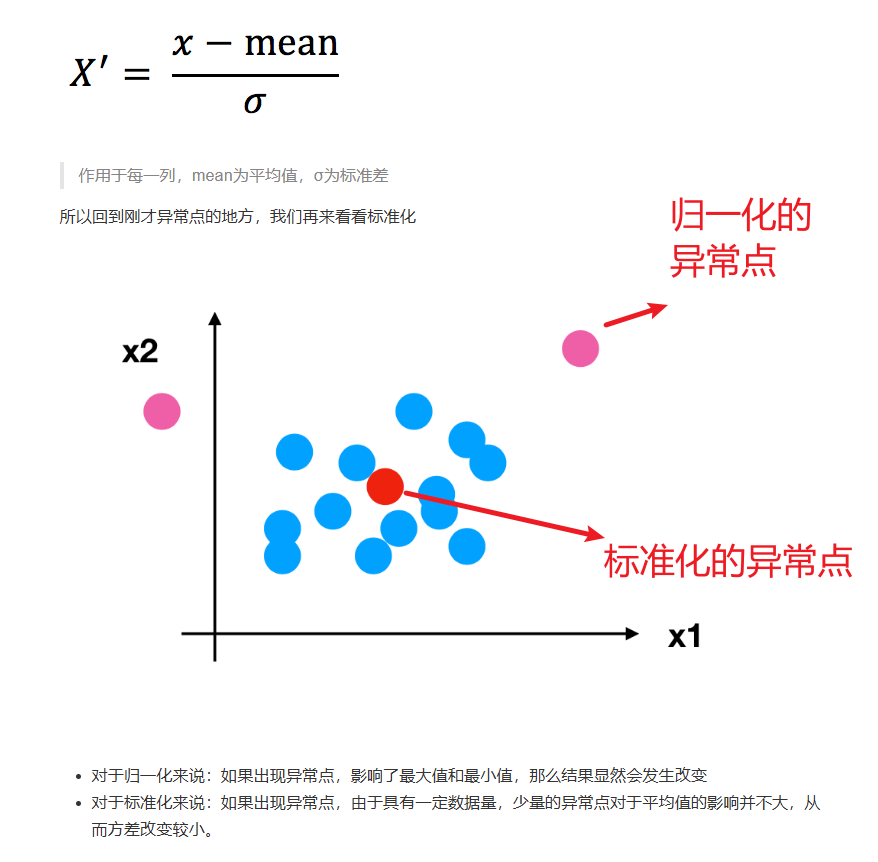 X′ = (x − mean) / σ
作用于每一列，mean为平均值，σ为标准差
所以回到刚才异常点的地方，我们再来看看标准化
归一化的
异常点
x2
标准化的异常点
x1
• 对于归一化来说：如果出现异常点，影响了最大值和最小值，那么结果显然会发生改变
• 对于标准化来说：如果出现异常点，由于具有一定数据量，少量的异常点对于平均值的影响并不大，从
而方差改变较小。